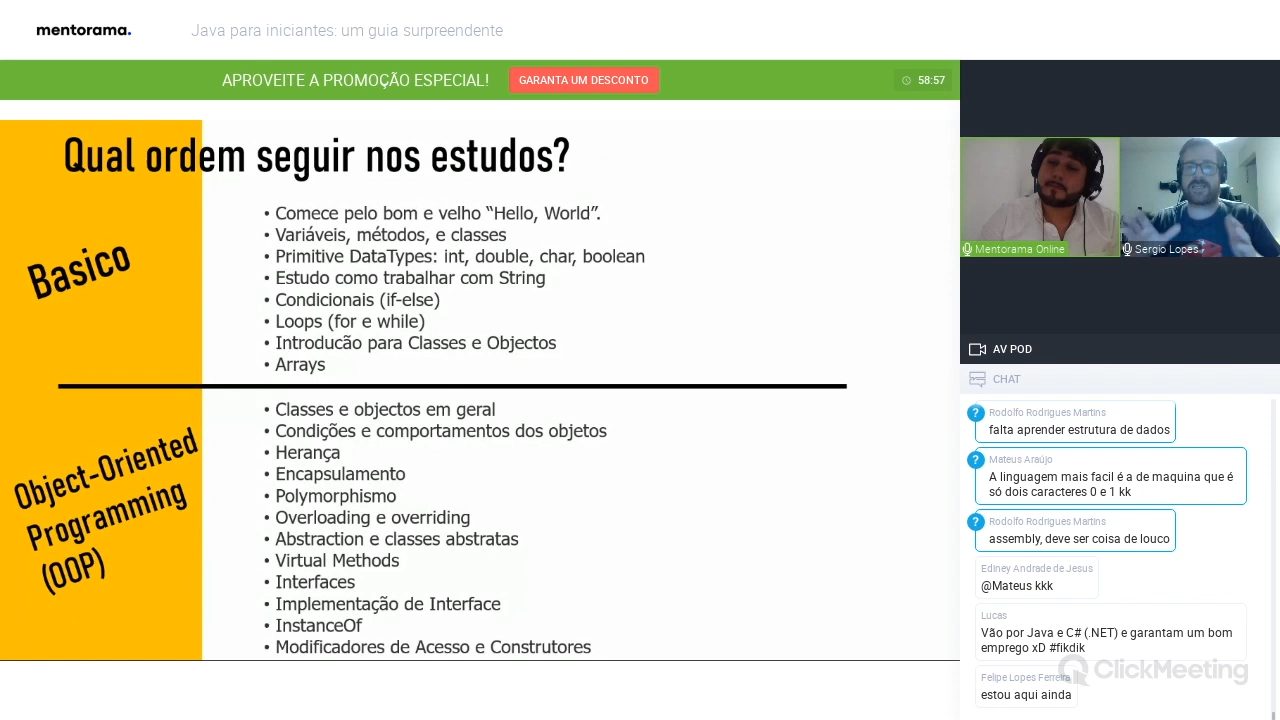 mentorama.
Java para iniciantes: um guia surpreendente
APROVEITE A PROMOÇÃO ESPECIAL!
GARANTA UM DESCONTO
58:57
Qual ordem seguir nos estudos?
Basico
• Comece pelo bom e velho “Hello, World”.
• Variáveis, métodos, e classes
• Primitive DataTypes: int, double, char, boolean
• Estudo como trabalhar com String
• Condicionais (if-else)
• Loops (for e while)
• Introducão para Classes e Objectos
• Arrays
Object-Oriented
Programming
(OOP)
• Classes e objectos em geral
• Condições e comportamentos dos objetos
• Herança
• Encapsulamento
• Polymorphismo
• Overloading e overriding
• Abstraction e classes abstratas
• Virtual Methods
• Interfaces
• Implementação de Interface
• InstanceOf
• Modificadores de Acesso e Construtores
Mentorama Online
Sergio Lopes
AV POD
CHAT
?
Rodolfo Rodrigues Martins
falta aprender estrutura de dados
?
Mateus Araújo
A linguagem mais facil é a de maquina que é
só dois caracteres 0 e 1 kk
?
Rodolfo Rodrigues Martins
assembly, deve ser coisa de louco
Ediney Andrade de Jesus
@Mateus kkk
Lucas
Vão por Java e C# (.NET) e garantam um bom
emprego xD #fikdik
Felipe Lopes Ferreira
estou aqui ainda
ClickMeeting